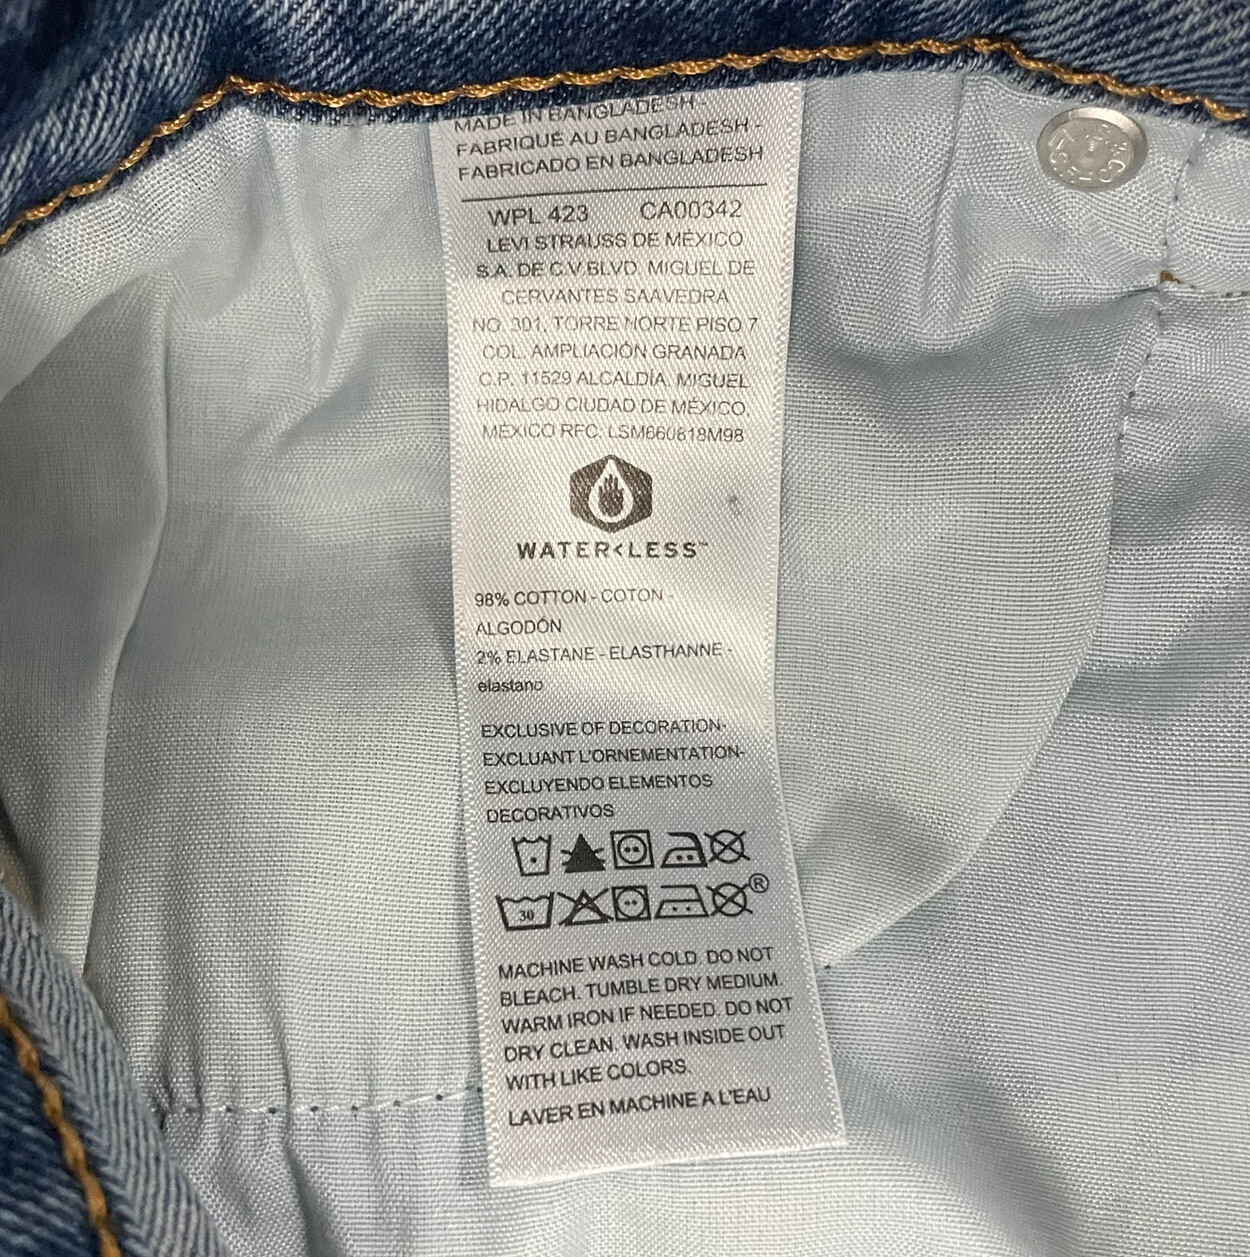 MADE IN BANGLADESH -
FABRIQUÉ AU BANGLADESH -
FABRICADO EN BANGLADESH
WPL 423 CA00342
LEVI STRAUSS DE MÉXICO
S.A. DE C.V BLVD. MIGUEL DE
CERVANTES SAAVEDRA
NO. 301, TORRE NORTE PISO 7
COL. AMPLIACIÓN GRANADA
C.P. 11529 ALCALDÍA. MIGUEL
HIDALGO CIUDAD DE MÉXICO,
MÉXICO RFC. LSM660818M98
WATER<LESS™
98% COTTON - COTON -
ALGODÓN
2% ELASTANE - ELASTHANNE -
elastano
EXCLUSIVE OF DECORATION-
EXCLUANT L'ORNEMENTATION-
EXCLUYENDO ELEMENTOS
DECORATIVOS
30 ®
MACHINE WASH COLD. DO NOT
BLEACH. TUMBLE DRY MEDIUM.
WARM IRON IF NEEDED. DO NOT
DRY CLEAN. WASH INSIDE OUT
WITH LIKE COLORS.
LAVER EN MACHINE A L'EAU